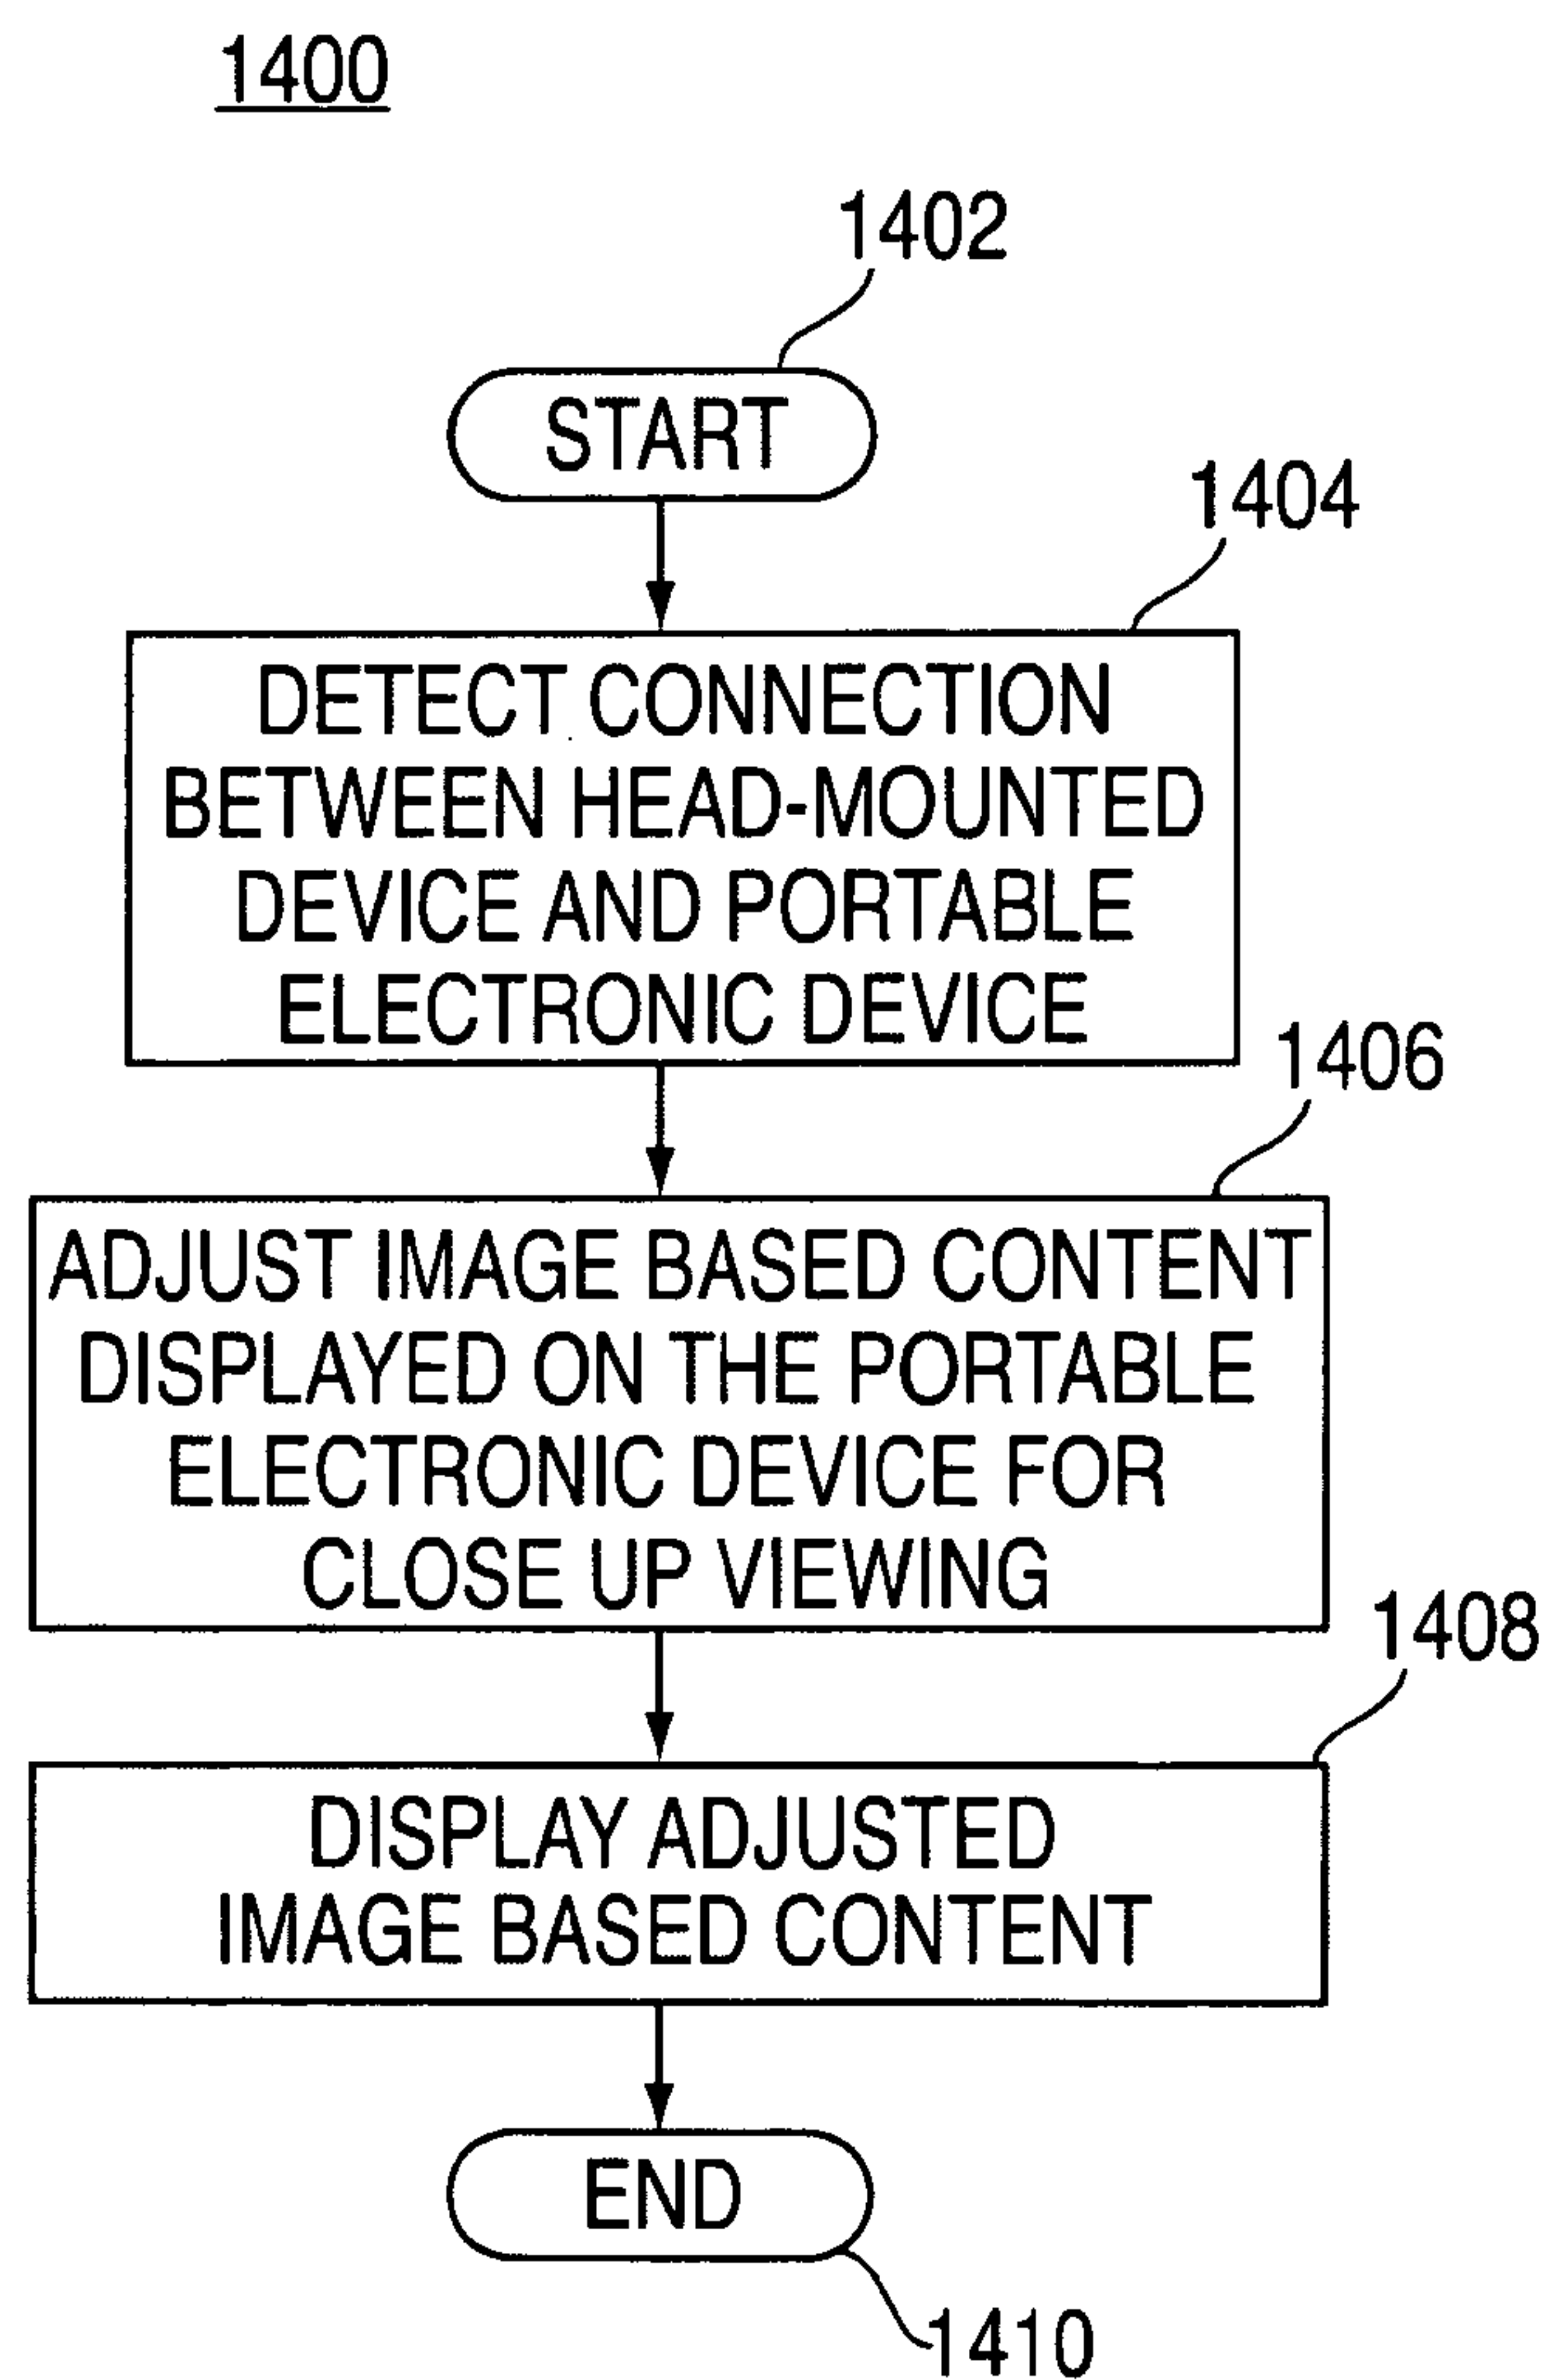 1400
1402
START
1404
DETECT CONNECTION
BETWEEN HEAD-MOUNTED
DEVICE AND PORTABLE
ELECTRONIC DEVICE
1406
ADJUST IMAGE BASED CONTENT
DISPLAYED ON THE PORTABLE
ELECTRONIC DEVICE FOR
CLOSE UP VIEWING
1408
DISPLAY ADJUSTED
IMAGE BASED CONTENT
END
1410